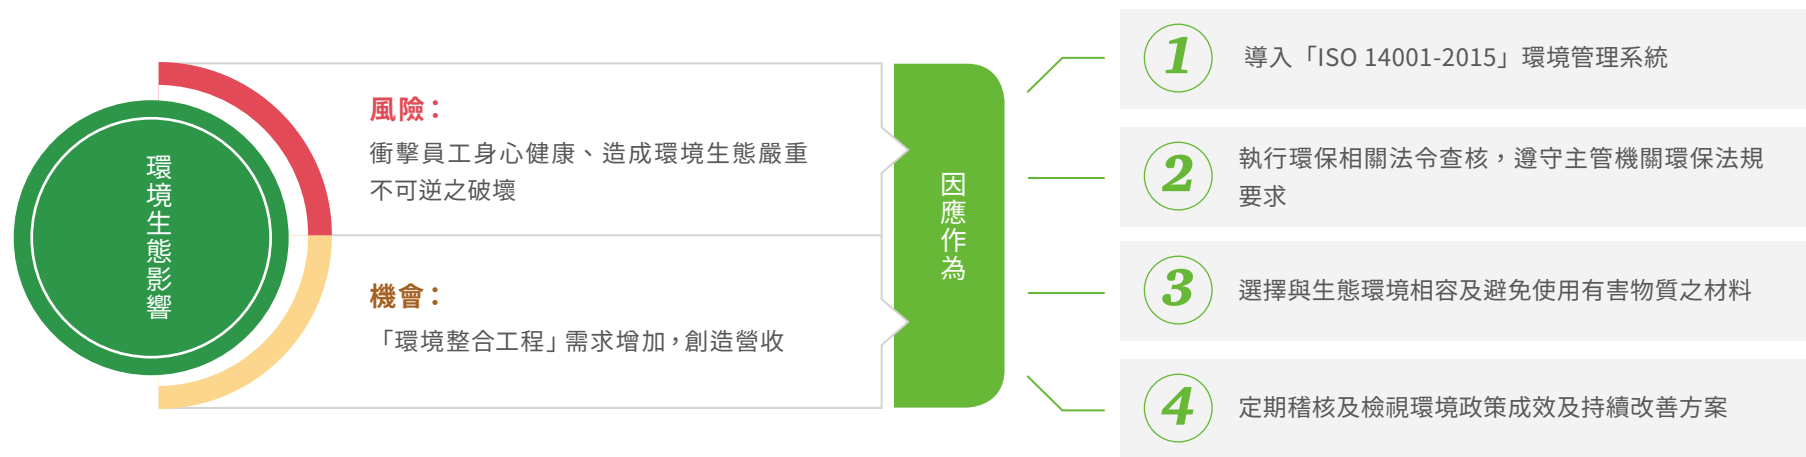 環境生態影響
風險：
衝擊員工身心健康、造成環境生態嚴重
不可逆之破壞
機會：
「環境整合工程」需求增加，創造營收
因應作為
1
導入「ISO 14001-2015」環境管理系統
2
執行環保相關法令查核，遵守主管機關環保法規
要求
3
選擇與生態環境相容及避免使用有害物質之材料
4
定期稽核及檢視環境政策成效及持續改善方案